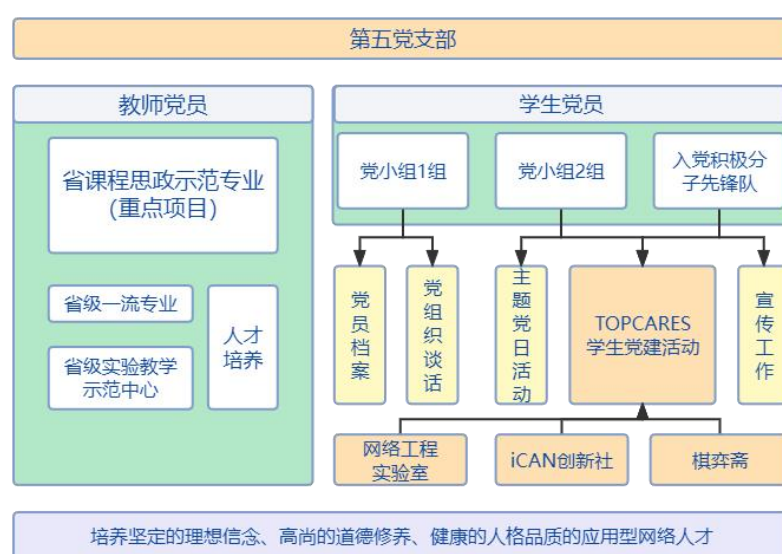 第五党支部
教师党员
省课程思政示范专业
(重点项目)
省级一流专业
省级实验教学
示范中心
人才
培养
学生党员
党小组1组
党小组2组
入党积极分
子先锋队
党员档案
党组织谈话
主题党日活动
TOPCARES
学生党建活动
宣传工作
网络工程
实验室
iCAN创新社
棋弈斋
培养坚定的理想信念、高尚的道德修养、健康的人格品质的应用型网络人才